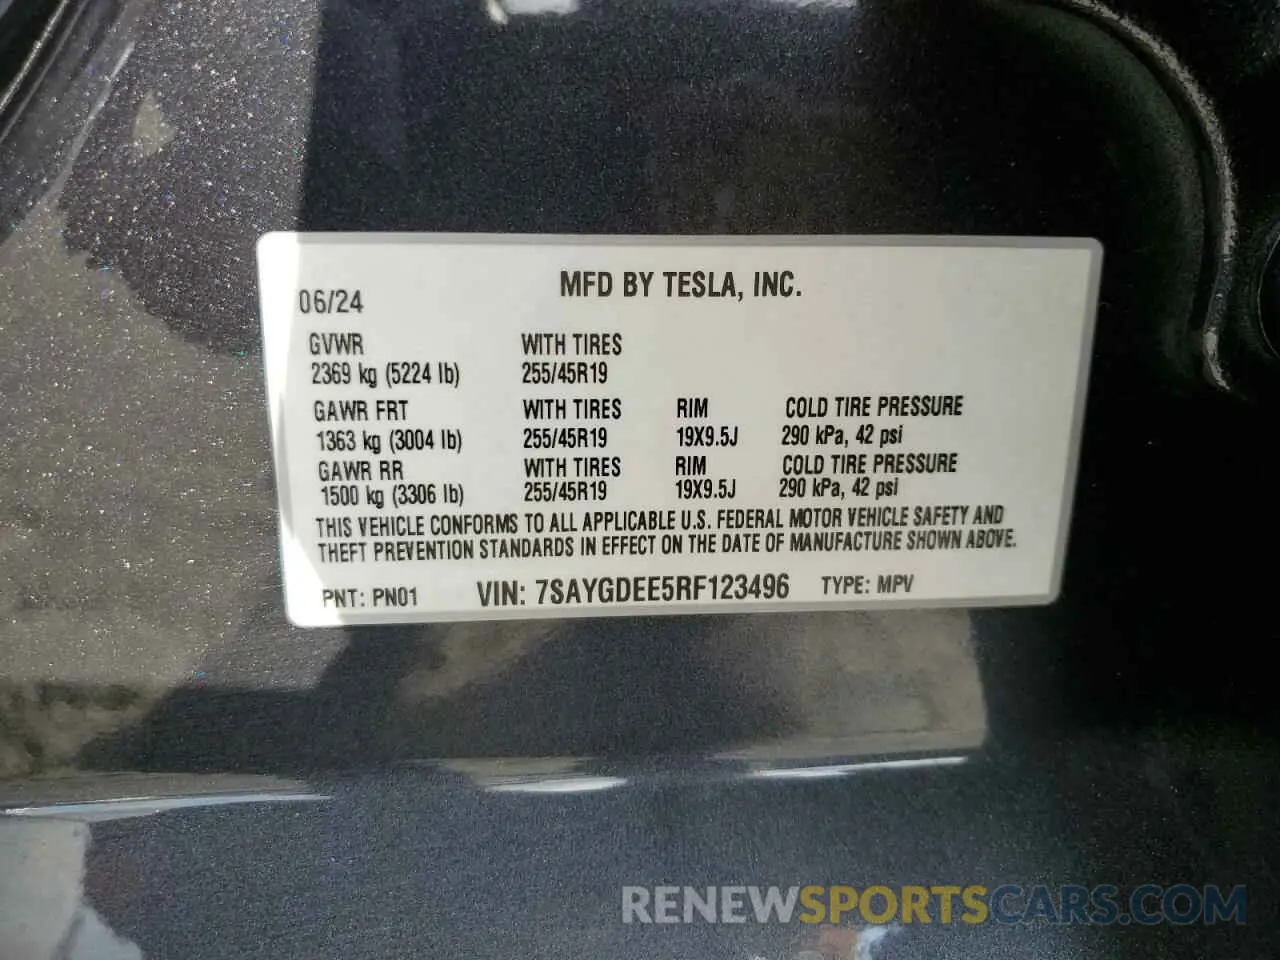 MFD BY TESLA, INC.
06/24
GVWR WITH TIRES
2369 kg (5224 lb) 255/45R19
GAWR FRT WITH TIRES RIM COLD TIRE PRESSURE
1363 kg (3004 lb) 255/45R19 19X9.5J 290 kPa, 42 psi
GAWR RR WITH TIRES RIM COLD TIRE PRESSURE
1500 kg (3306 lb) 255/45R19 19X9.5J 290 kPa, 42 psi
THIS VEHICLE CONFORMS TO ALL APPLICABLE U.S. FEDERAL MOTOR VEHICLE SAFETY AND
THEFT PREVENTION STANDARDS IN EFFECT ON THE DATE OF MANUFACTURE SHOWN ABOVE.
PNT: PN01 VIN: 7SAYGDEE5RF123496 TYPE: MPV
RENEWSPORTSCARS.COM